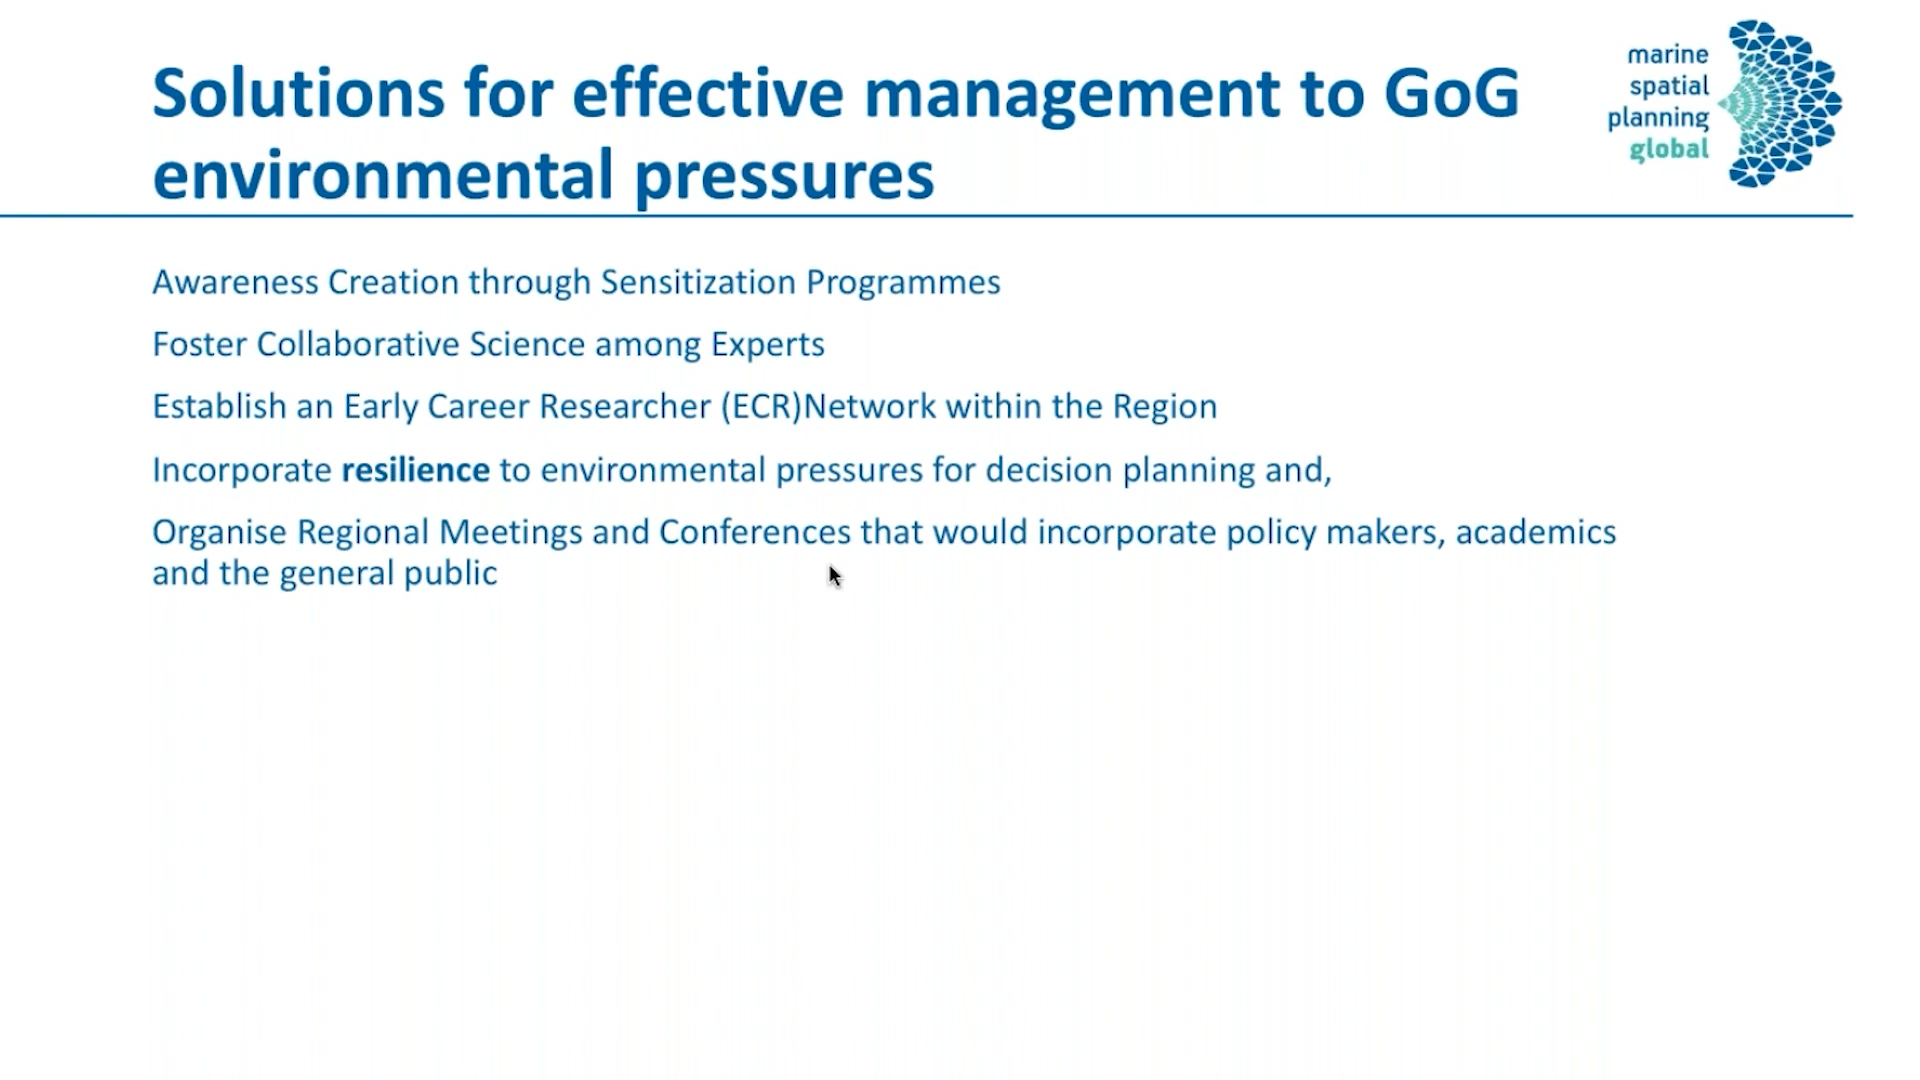 Solutions for effective management to GoG
environmental pressures
marine
spatial
planning
global
Awareness Creation through Sensitization Programmes
Foster Collaborative Science among Experts
Establish an Early Career Researcher (ECR)Network within the Region
Incorporate resilience to environmental pressures for decision planning and,
Organise Regional Meetings and Conferences that would incorporate policy makers, academics
and the general public